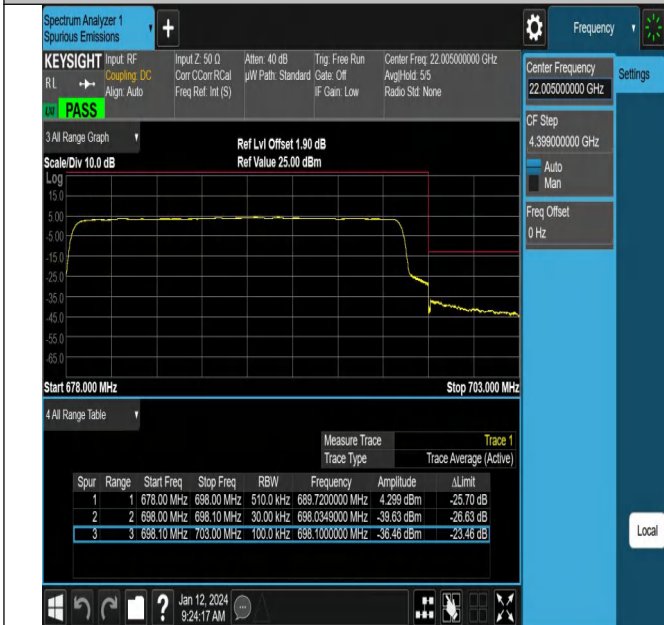 Spectrum Analyzer 1
Spurious Emissions
+
Frequency
KEYSIGHT Input: RF Input Z: 50 Ω Atten: 40 dB Trig: Free Run Center Freq: 22.005000000 GHz
RL Coupling: DC Corr CCorr RCal µW Path: Standard Gate: Off Avg|Hold: 5/5
Align: Auto Freq Ref: Int (S) IF Gain: Low Radio Std: None
PASS
Center Frequency
22.005000000 GHz
Settings
CF Step
4.399000000 GHz
Auto
Man
Freq Offset
0 Hz
3 All Range Graph
Ref Lvl Offset 1.90 dB
Scale/Div 10.0 dB Ref Value 25.00 dBm
Log
15.0
5.00
-5.00
-15.0
-25.0
-35.0
-45.0
-55.0
-65.0
Start 678.000 MHz Stop 703.000 MHz
4 All Range Table
Measure Trace Trace 1
Trace Type Trace Average (Active)
Spur Range Start Freq Stop Freq RBW Frequency Amplitude ΔLimit
1 1 678.00 MHz 698.00 MHz 510.0 kHz 689.7200000 MHz 4.299 dBm -25.70 dB
2 2 698.00 MHz 698.10 MHz 30.00 kHz 698.0349000 MHz -39.63 dBm -26.63 dB
3 3 698.10 MHz 703.00 MHz 100.0 kHz 698.1000000 MHz -36.46 dBm -23.46 dB
Local
? Jan 12, 2024
9:24:17 AM